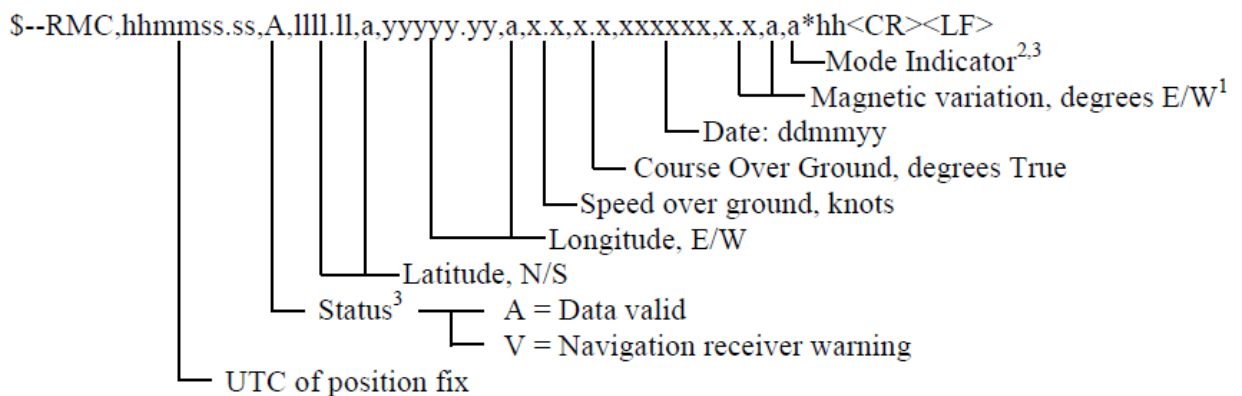 $--RMC,hhmmss.ss,A,llll.ll,a,yyyyy.yy,a,x.x,x.x,xxxxxx,x.x,a,a*hh<CR><LF>
Mode Indicator2,3
Magnetic variation, degrees E/W1
Date: ddmmyy
Course Over Ground, degrees True
Speed over ground, knots
Longitude, E/W
Latitude, N/S
Status3 A = Data valid
V = Navigation receiver warning
UTC of position fix